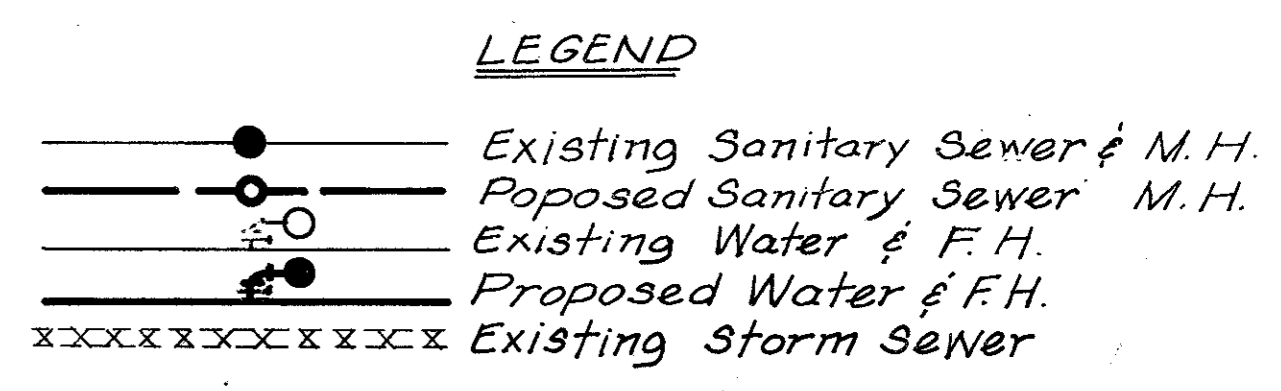 LEGEND
Existing Sanitary Sewer & M.H.
Poposed Sanitary Sewer M.H.
Existing Water & F.H.
Proposed Water & F.H.
Existing Storm Sewer